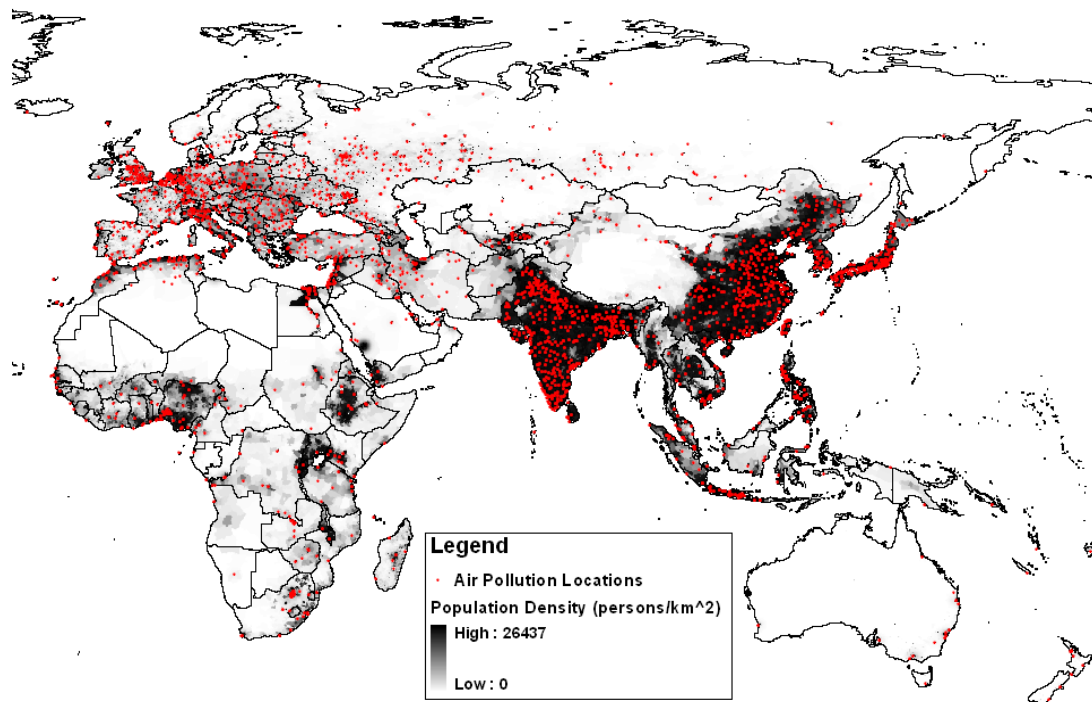 Legend
Air Pollution Locations
Population Density (persons/km^2)
High : 26437
Low : 0